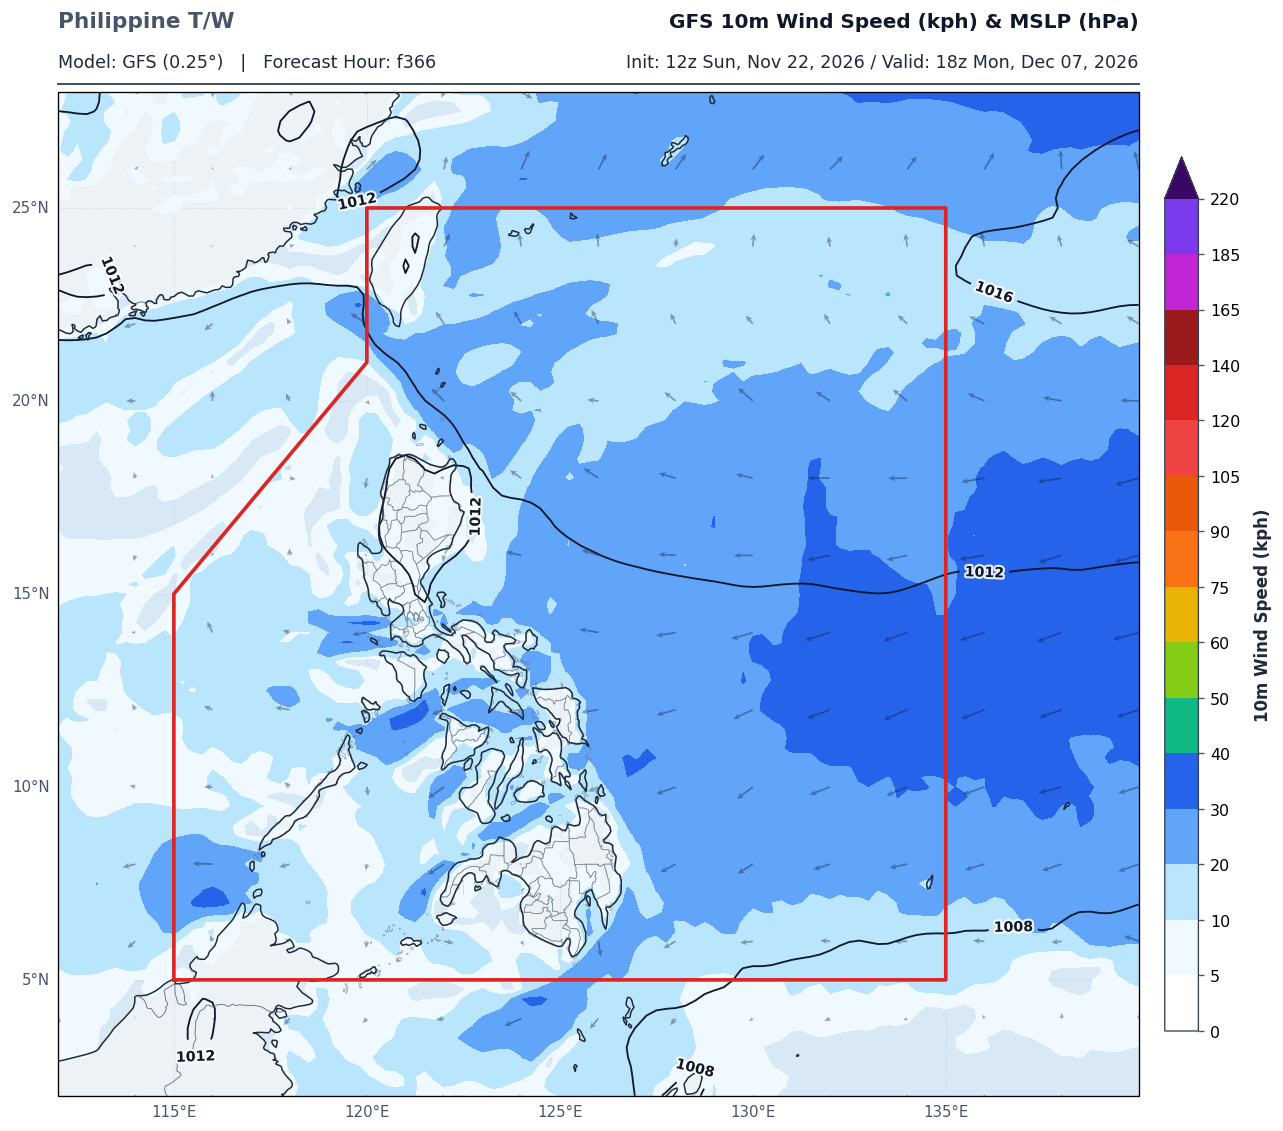 Philippine T/W
GFS 10m Wind Speed (kph) & MSLP (hPa)
Model: GFS (0.25°) | Forecast Hour: f366
Init: 12z Sun, Nov 22, 2026 / Valid: 18z Mon, Dec 07, 2026
25°N
20°N
15°N
10°N
5°N
115°E
120°E
125°E
130°E
135°E
1012
1012
1016
1012
1012
1008
1012
1008
220
185
165
140
120
105
90
75
60
50
40
30
20
10
5
0
10m Wind Speed (kph)